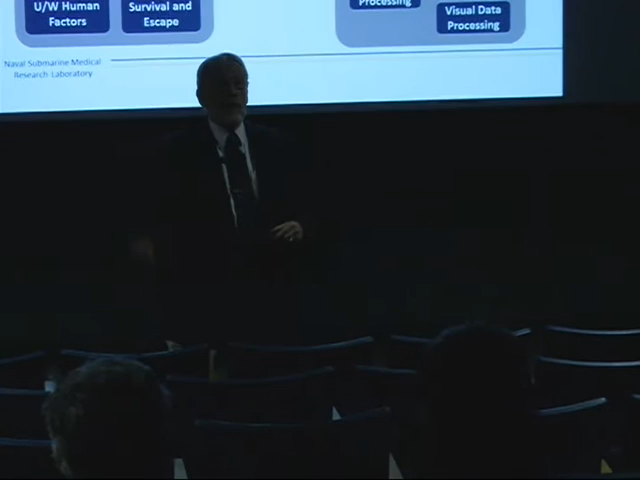 U/W Human
Factors
Survival and
Escape
Processing
Visual Data
Processing
Naval Submarine Medical
Research Laboratory